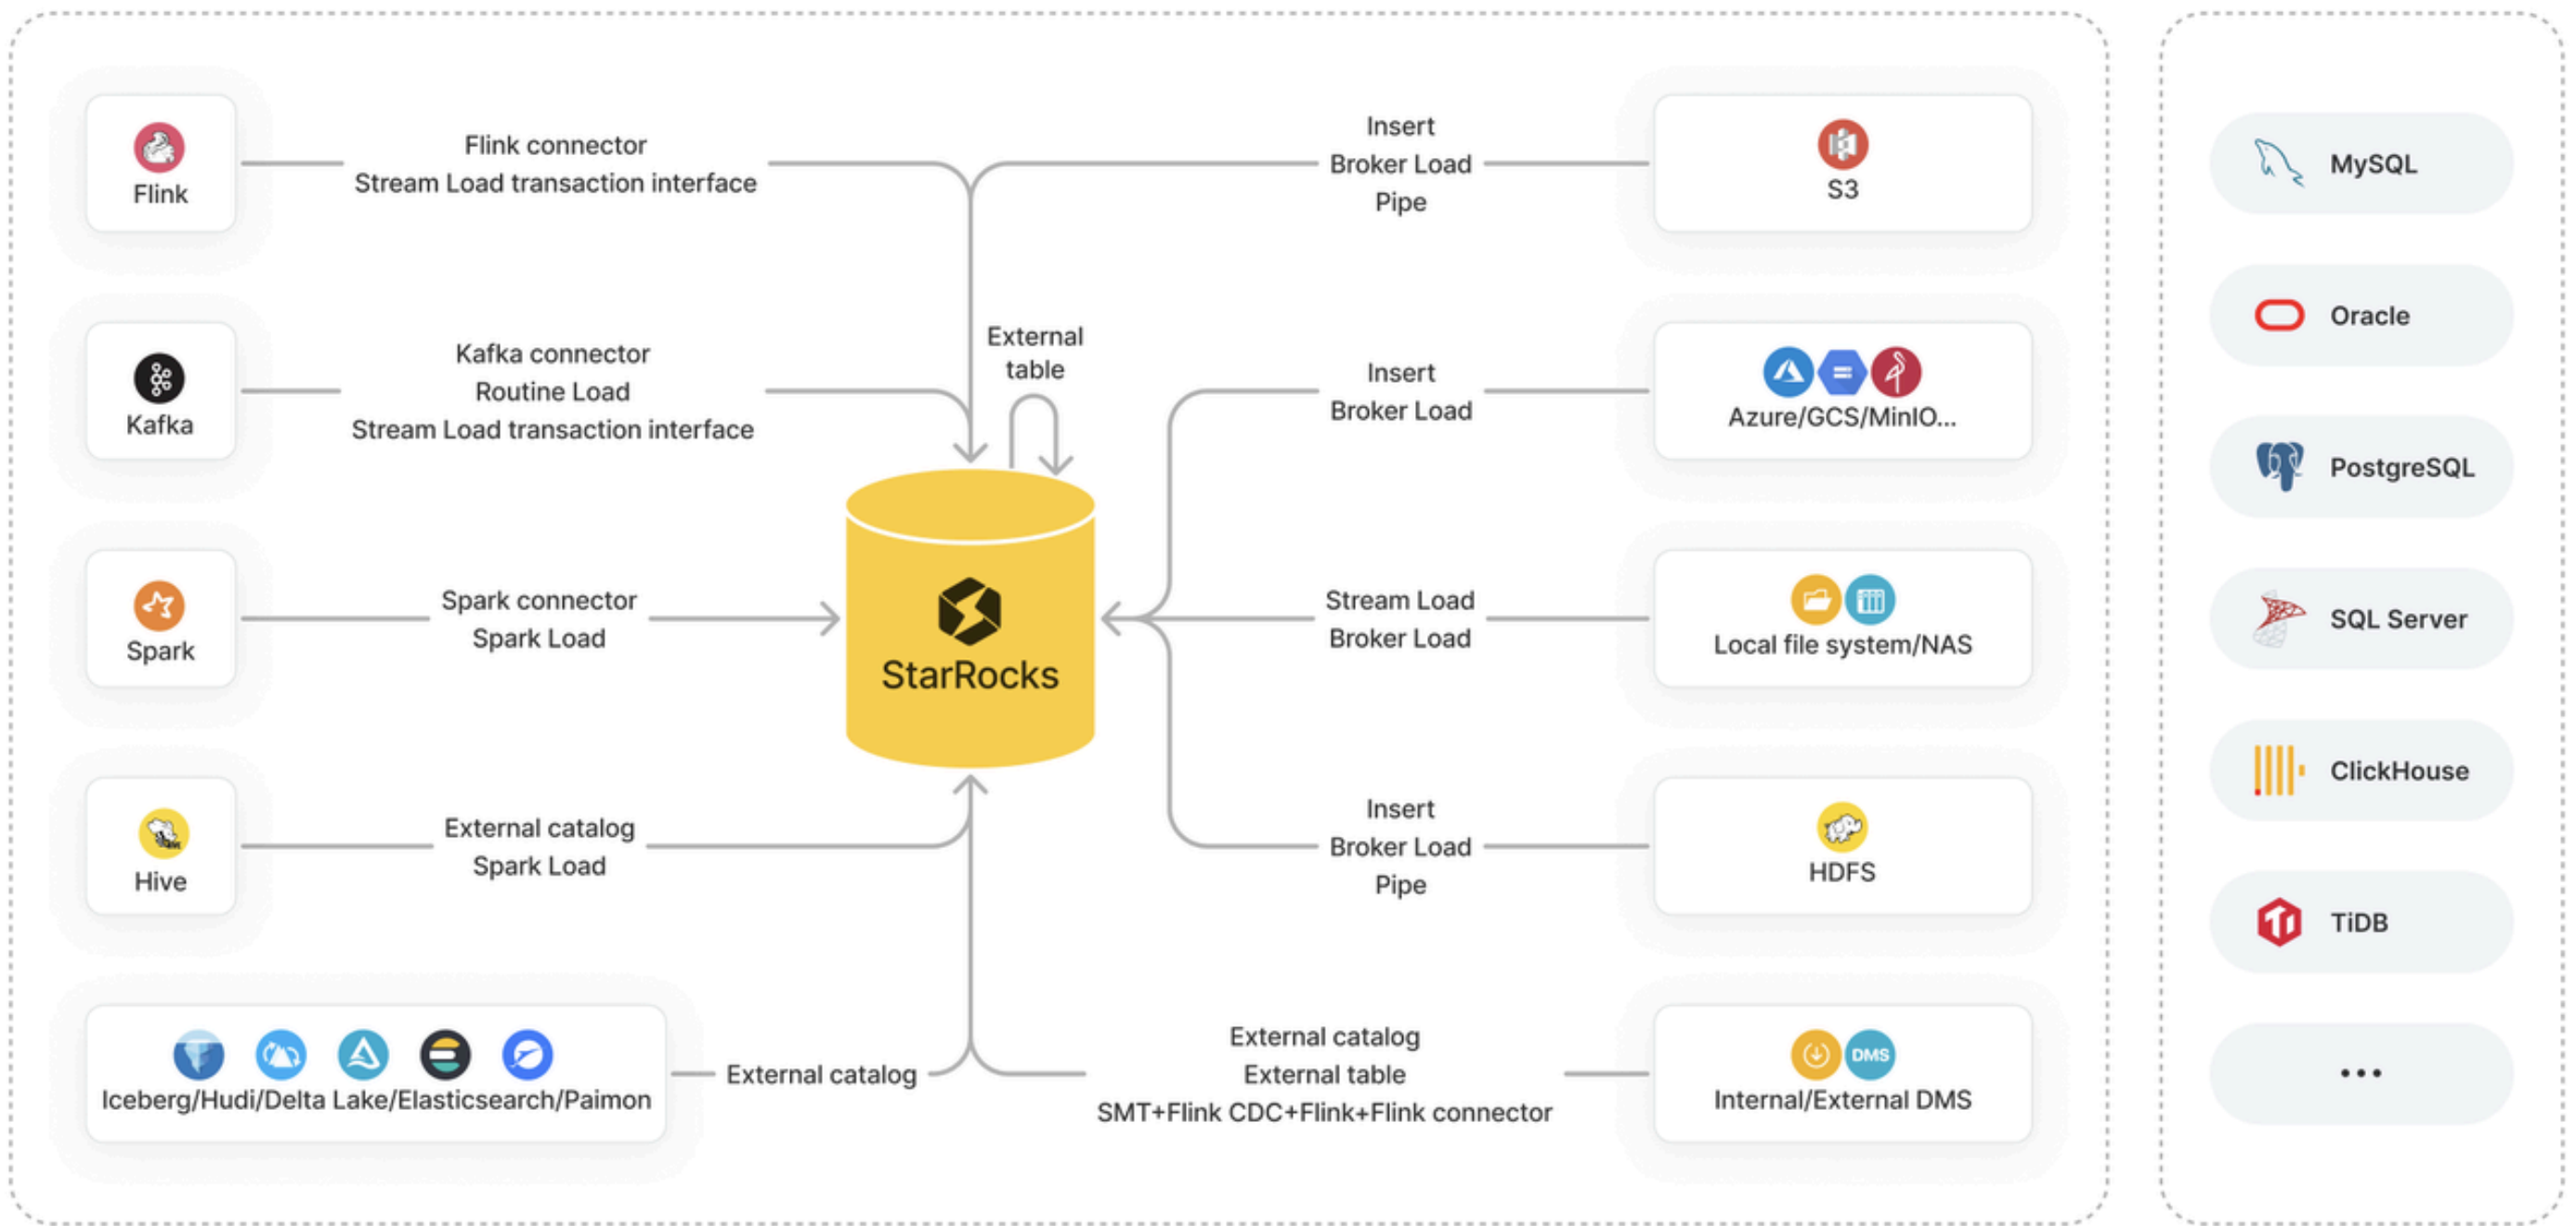 Flink
Flink connector
Stream Load transaction interface
Insert
Broker Load
Pipe
S3
Kafka
Kafka connector
Routine Load
Stream Load transaction interface
External
table
Insert
Broker Load
Azure/GCS/MinIO...
Spark
Spark connector
Spark Load
StarRocks
Stream Load
Broker Load
Local file system/NAS
Hive
External catalog
Spark Load
Insert
Broker Load
Pipe
HDFS
Iceberg/Hudi/Delta Lake/Elasticsearch/Paimon
External catalog
External catalog
External table
SMT+Flink CDC+Flink+Flink connector
DMS
Internal/External DMS
MySQL
Oracle
PostgreSQL
SQL Server
ClickHouse
TiDB
...